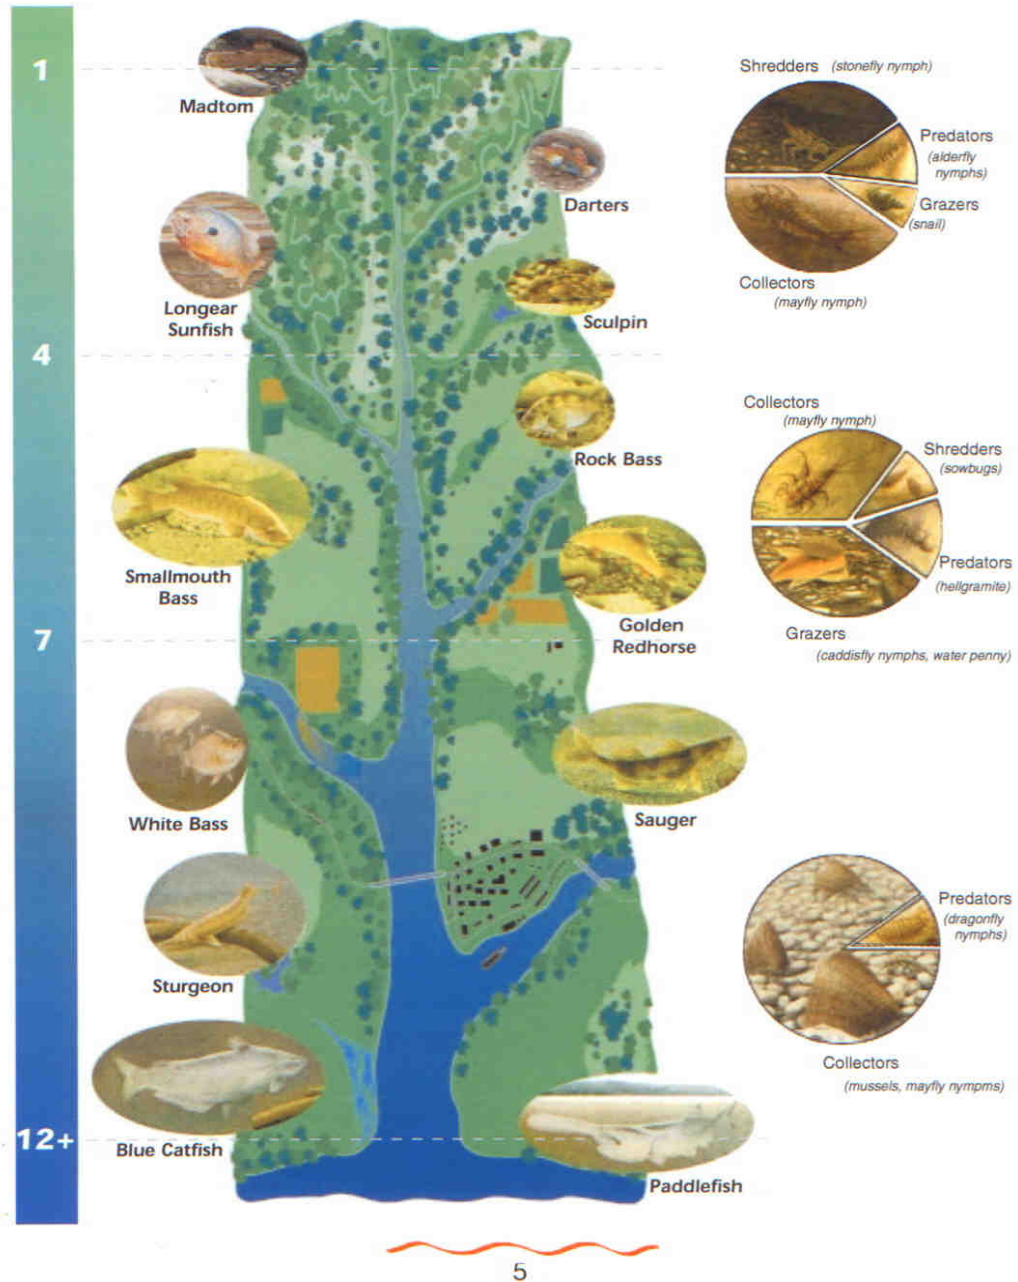 1
Madtom
Shredders (stonefly nymph)
Predators
(alderfly
nymphs)
Grazers
(snail)
Darters
Collectors
(mayfly nymph)
Longear
Sunfish
Sculpin
4
Collectors
(mayfly nymph)
Shredders
(sowbugs)
Rock Bass
Smallmouth
Bass
Predators
(hellgramite)
Golden
Redhorse
Grazers
(caddisfly nymphs, water penny)
7
White Bass
Sauger
Predators
(dragonfly
nymphs)
Sturgeon
Collectors
(mussels, mayfly nympms)
12+
Blue Catfish
Paddlefish
5